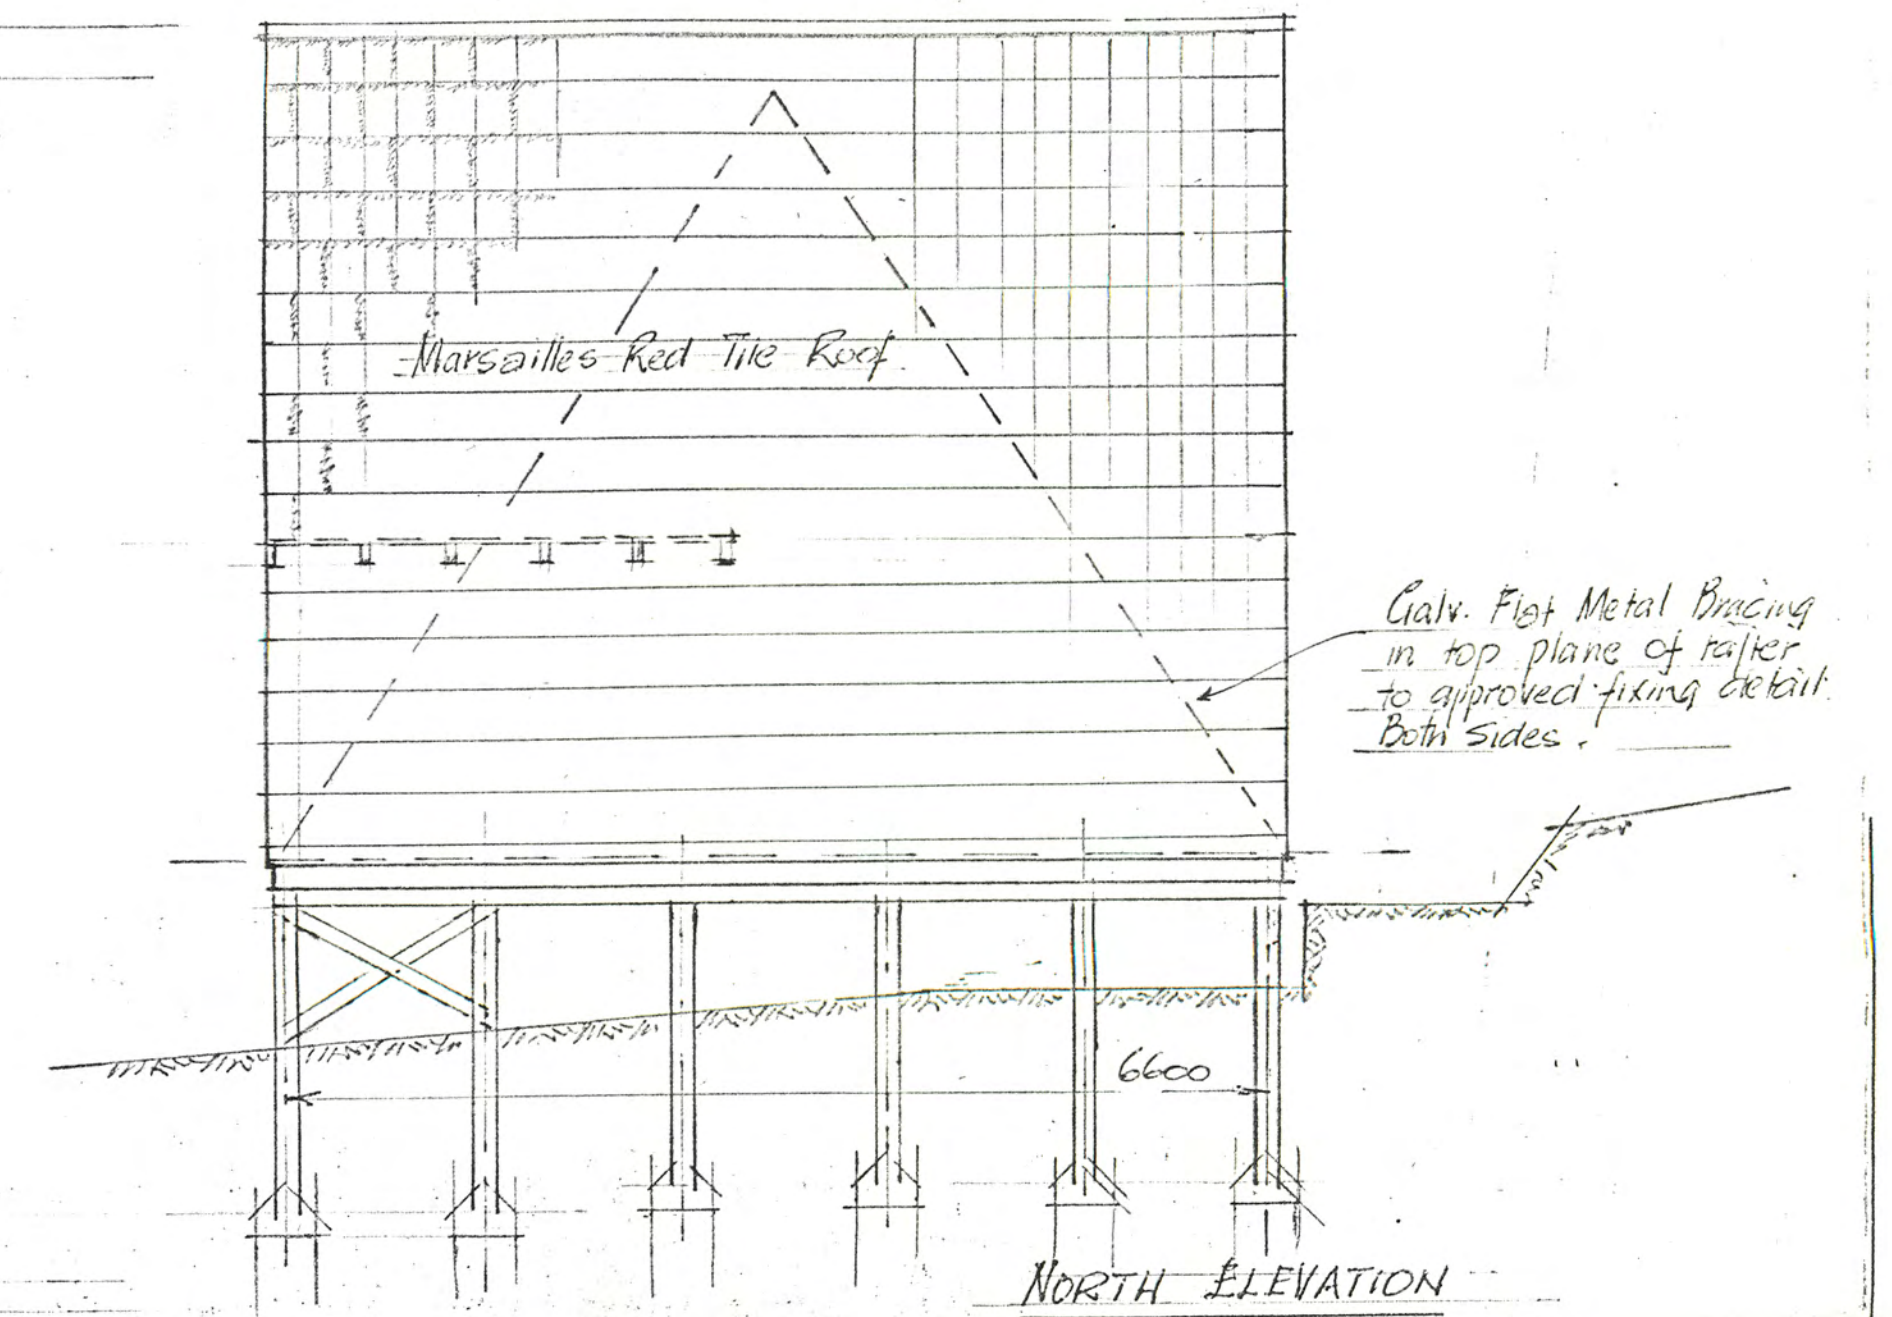 Marsailles Red Tile Roof
Galv. Flat Metal Bracing
in top plane of rafter
to approved fixing detail.
Both Sides.
6600
NORTH ELEVATION